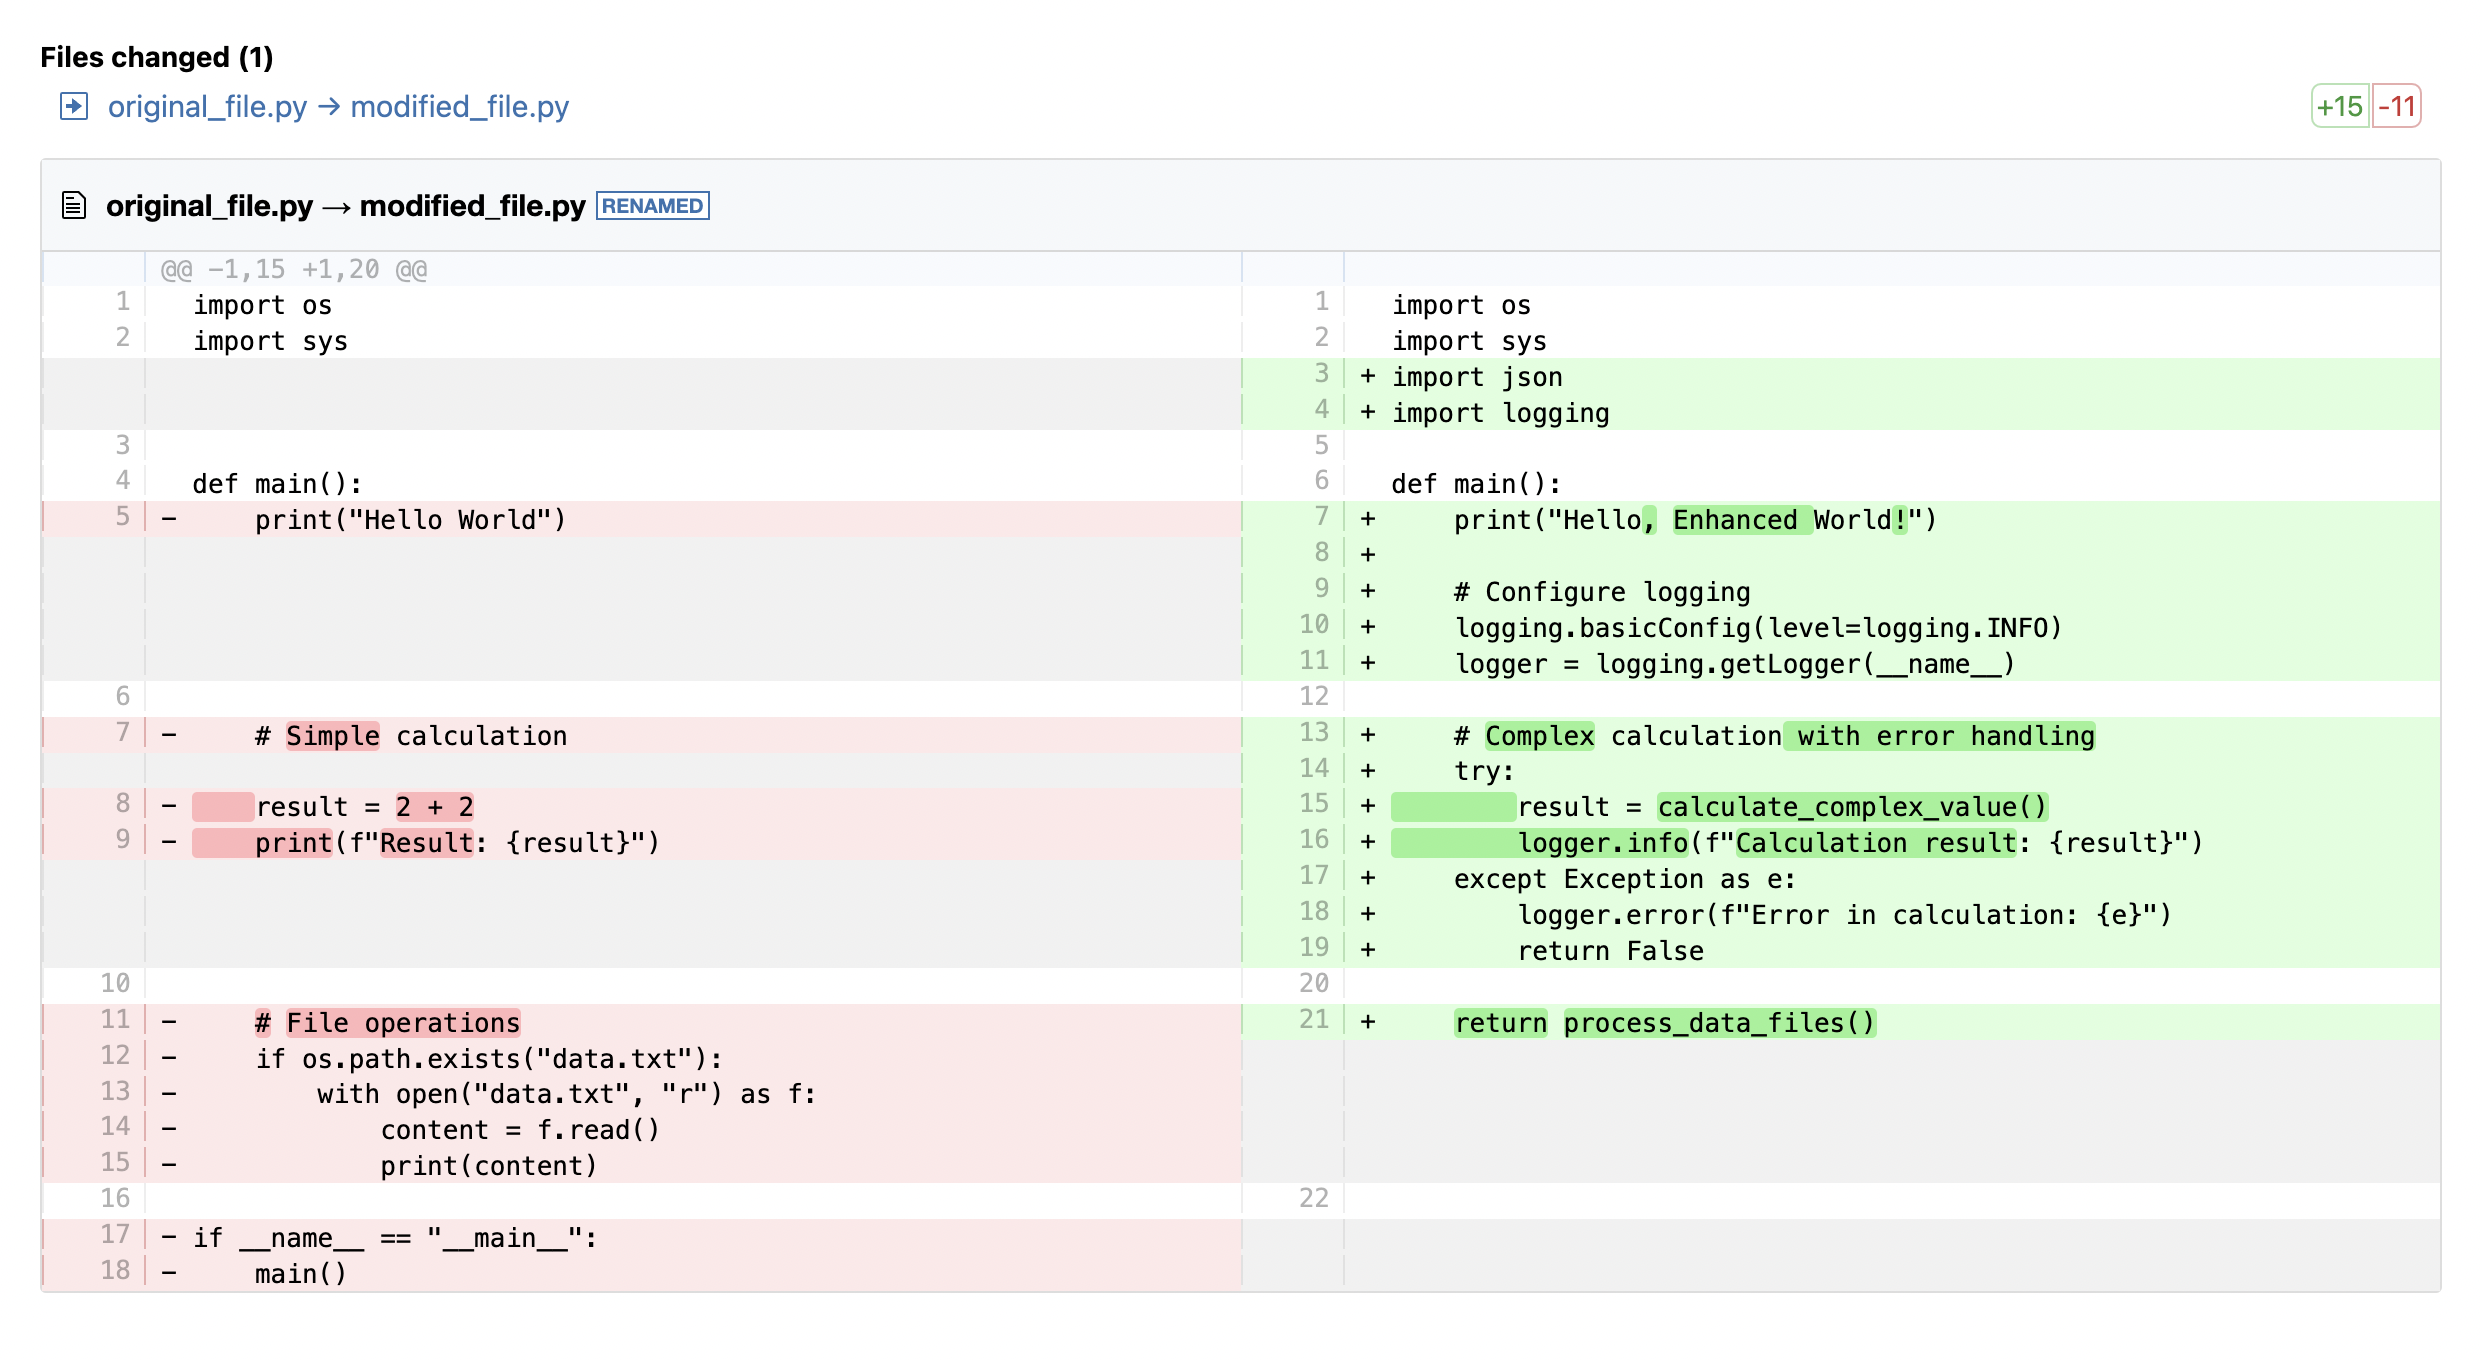 Files changed (1)
original_file.py → modified_file.py +15 -11
original_file.py → modified_file.py RENAMED
@@ -1,15 +1,20 @@
1 import os 1 import os
2 import sys 2 import sys
3 + import json
4 + import logging
3 5
4 def main(): 6 def main():
5 - print("Hello World") 7 + print("Hello, Enhanced World!")
8 +
9 + # Configure logging
10 + logging.basicConfig(level=logging.INFO)
11 + logger = logging.getLogger(__name__)
6 12
7 - # Simple calculation 13 + # Complex calculation with error handling
14 + try:
8 - result = 2 + 2 15 + result = calculate_complex_value()
9 - print(f"Result: {result}") 16 + logger.info(f"Calculation result: {result}")
17 + except Exception as e:
18 + logger.error(f"Error in calculation: {e}")
19 + return False
10 20
11 - # File operations 21 + return process_data_files()
12 - if os.path.exists("data.txt"):
13 - with open("data.txt", "r") as f:
14 - content = f.read()
15 - print(content)
16 22
17 - if __name__ == "__main__":
18 - main()